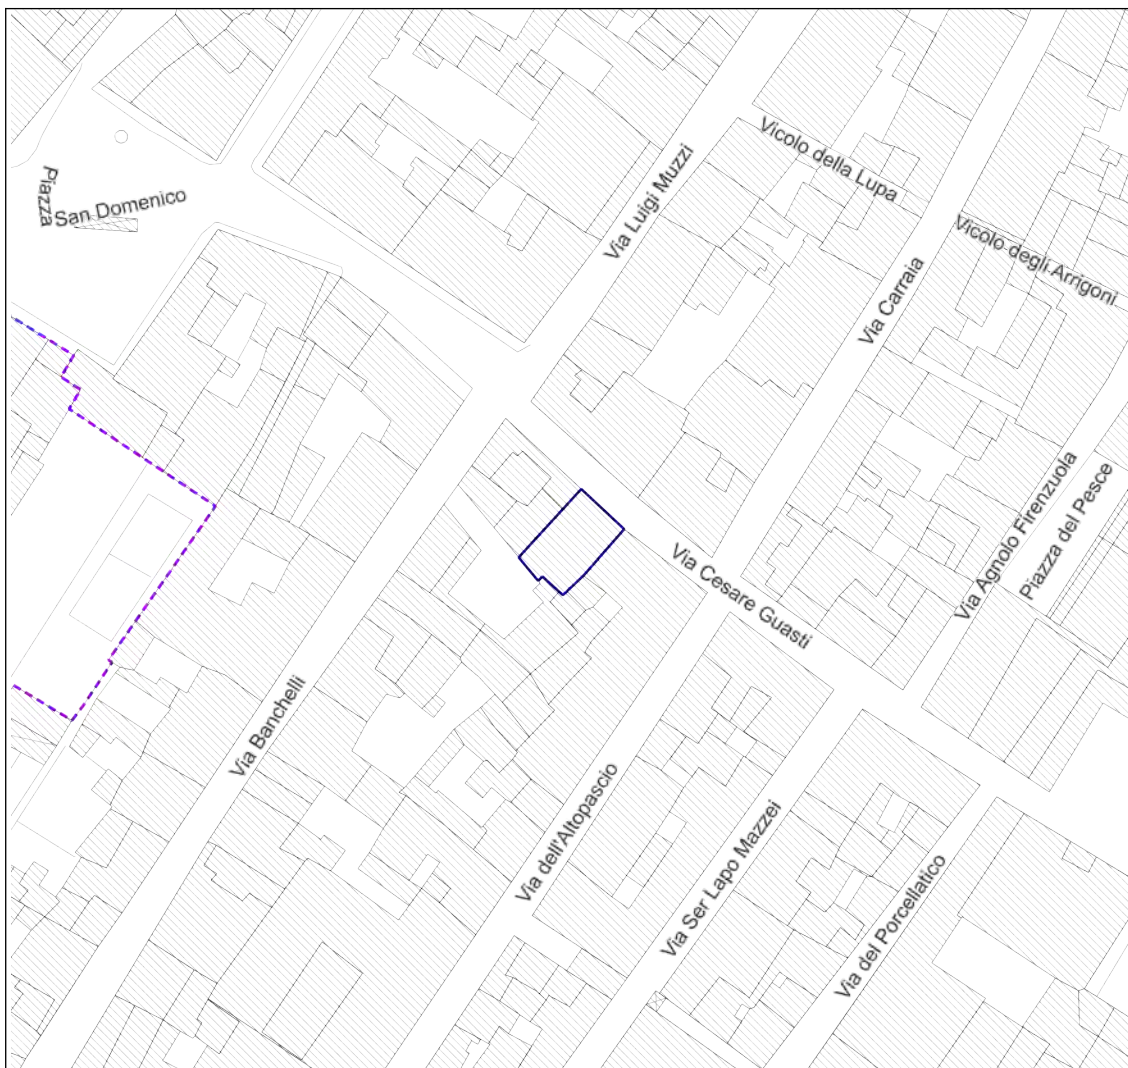 Vicolo della Lupa
Via Luigi Muzzi
Piazza
San Domenico
Vicolo degli Arrigoni
Via Carraia
Via Agnolo Firenzuola
Piazza del Pesce
Via Cesare Guasti
Via Banchelli
Via dell'Altopascio
Via Ser Lapo Mazzei
Via del Porcellatico